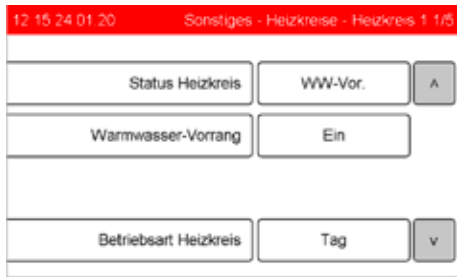 12 15 24 01 20 Sonstiges - Heizkreise - Heizkreis 1 1/5
Status Heizkreis WW-Vor. ʌ
Warmwasser-Vorrang Ein
Betriebsart Heizkreis Tag v